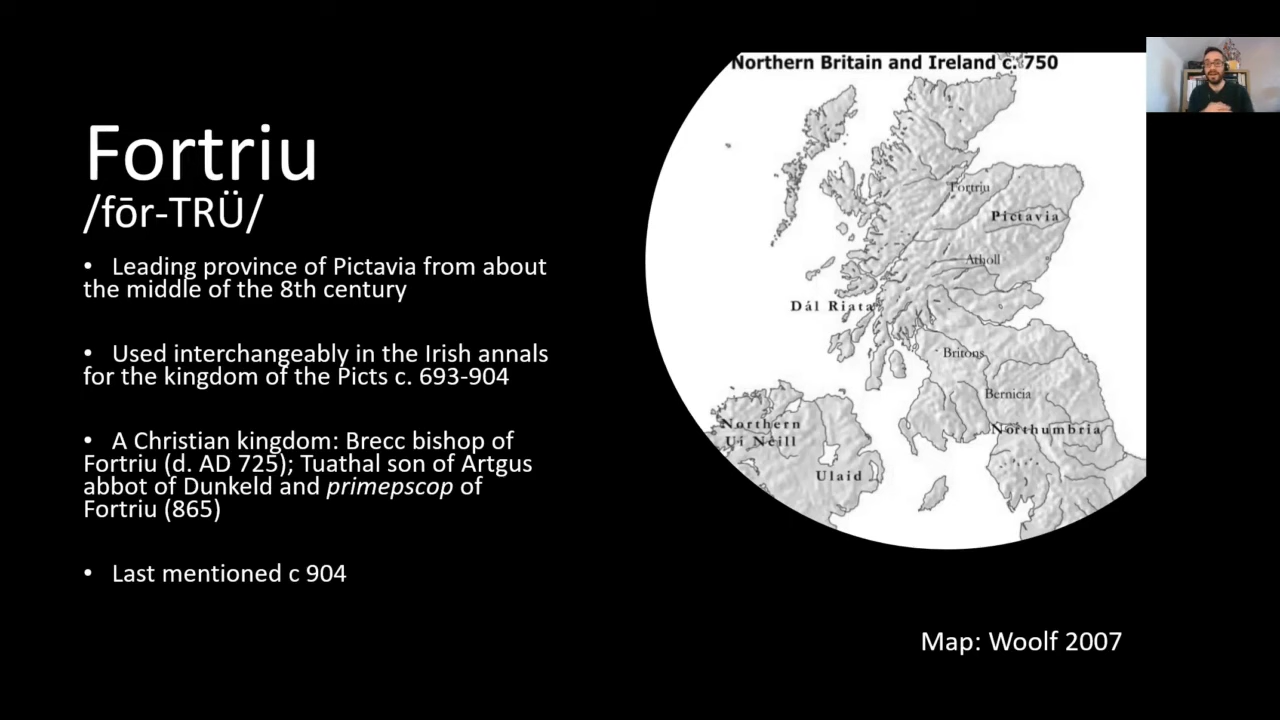 Fortriu
/fōr-TRÜ/
• Leading province of Pictavia from about
the middle of the 8th century
• Used interchangeably in the Irish annals
for the kingdom of the Picts c. 693-904
• A Christian kingdom: Brecc bishop of
Fortriu (d. AD 725); Tuathal son of Artgus
abbot of Dunkeld and primepscop of
Fortriu (865)
• Last mentioned c 904
Northern Britain and Ireland c. 750
Fortriu
Pictavia
Atholl
Dál Riata
Britons
Bernicia
Northumbria
Northern
Uí Néill
Ulaid
Map: Woolf 2007